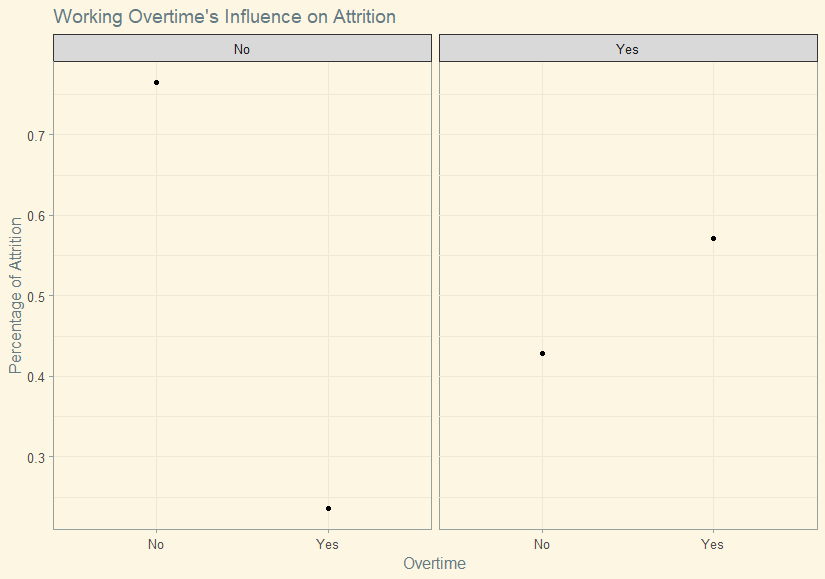 Working Overtime's Influence on Attrition
No
Yes
Percentage of Attrition
0.7
0.6
0.5
0.4
0.3
No
Yes
No
Yes
Overtime